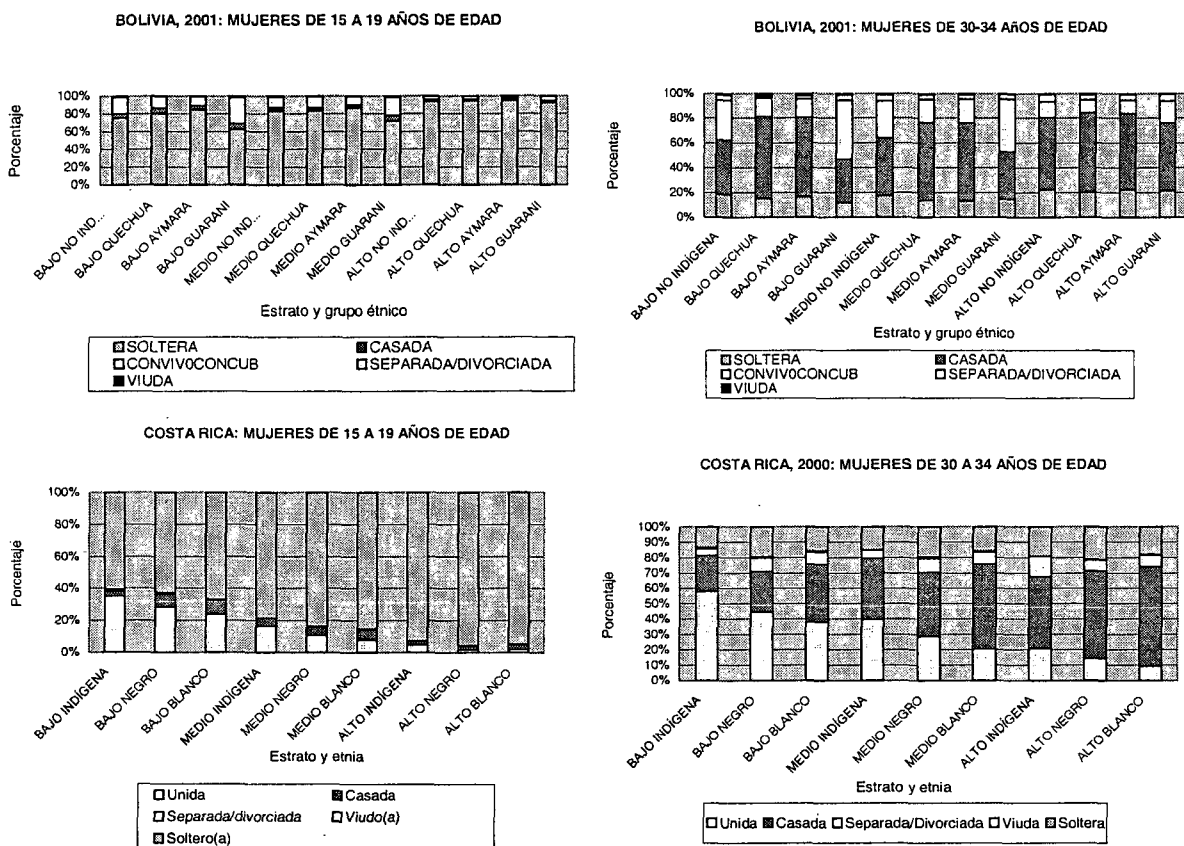 BOLIVIA, 2001: MUJERES DE 15 A 19 AÑOS DE EDAD
Porcentaje
100%
80%
60%
40%
20%
0%
BAJO NO IND...
BAJO QUECHUA
BAJO AYMARA
BAJO GUARANI
MEDIO NO IND...
MEDIO QUECHUA
MEDIO AYMARA
MEDIO GUARANI
ALTO NO IND...
ALTO QUECHUA
ALTO AYMARA
ALTO GUARANI
Estrato y grupo étnico
SOLTERA CASADA
CONVIV0CONCUB SEPARADA/DIVORCIADA
VIUDA
BOLIVIA, 2001: MUJERES DE 30-34 AÑOS DE EDAD
Porcentaje
100%
80%
60%
40%
20%
0%
BAJO NO INDÍGENA
BAJO QUECHUA
BAJO AYMARA
BAJO GUARANI
MEDIO NO INDÍGENA
MEDIO QUECHUA
MEDIO AYMARA
MEDIO GUARANI
ALTO NO INDÍGENA
ALTO QUECHUA
ALTO AYMARA
ALTO GUARANI
Estrato y grupo étnico
SOLTERA CASADA
CONVIV0CONCUB SEPARADA/DIVORCIADA
VIUDA
COSTA RICA: MUJERES DE 15 A 19 AÑOS DE EDAD
Porcentaje
100%
80%
60%
40%
20%
0%
BAJO INDÍGENA
BAJO NEGRO
BAJO BLANCO
MEDIO INDÍGENA
MEDIO NEGRO
MEDIO BLANCO
ALTO INDÍGENA
ALTO NEGRO
ALTO BLANCO
Estrato y etnia
Unida Casada
Separada/divorciada Viudo(a)
Soltero(a)
COSTA RICA, 2000: MUJERES DE 30 A 34 AÑOS DE EDAD
Porcentaje
100%
90%
80%
70%
60%
50%
40%
30%
20%
10%
0%
BAJO INDÍGENA
BAJO NEGRO
BAJO BLANCO
MEDIO INDÍGENA
MEDIO NEGRO
MEDIO BLANCO
ALTO INDÍGENA
ALTO NEGRO
ALTO BLANCO
Estrato y etnia
Unida Casada Separada/Divorciada Viuda Soltera